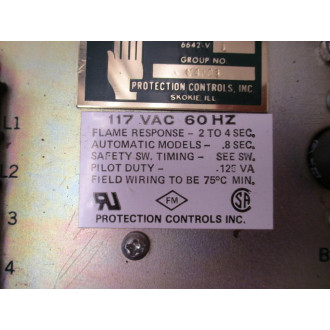 6642-V
GROUP NO
PROTECTION CONTROLS, INC.
SKOKIE, ILL.
117 VAC 60 HZ
FLAME RESPONSE - 2 TO 4 SEC.
AUTOMATIC MODELS - .8 SEC.
SAFETY SW. TIMING - SEE SW.
PILOT DUTY - .125 VA
FIELD WIRING TO BE 75°C MIN.
FM
SA
PROTECTION CONTROLS INC.
L1
3
4
B